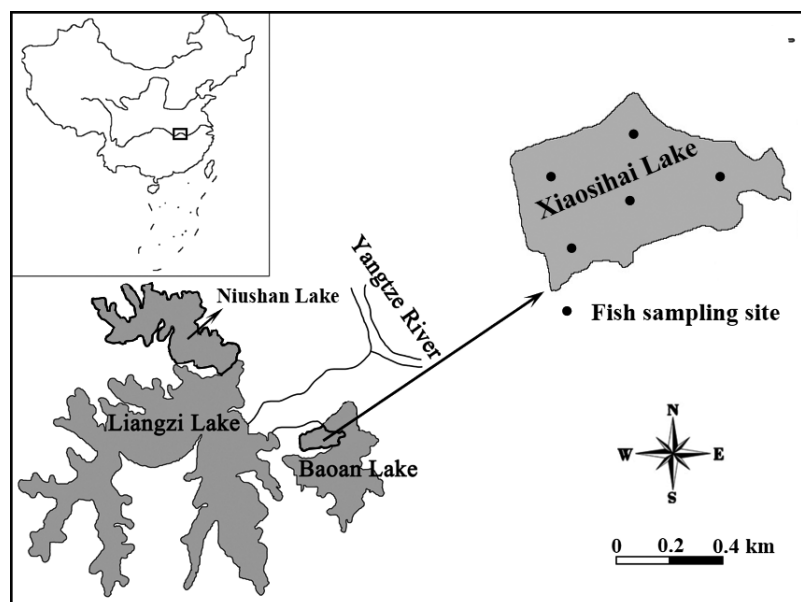 Xiaosihai Lake
Yangtze River
Niushan Lake
Fish sampling site
Liangzi Lake
Baoan Lake
N
W
E
S
0 0.2 0.4 km